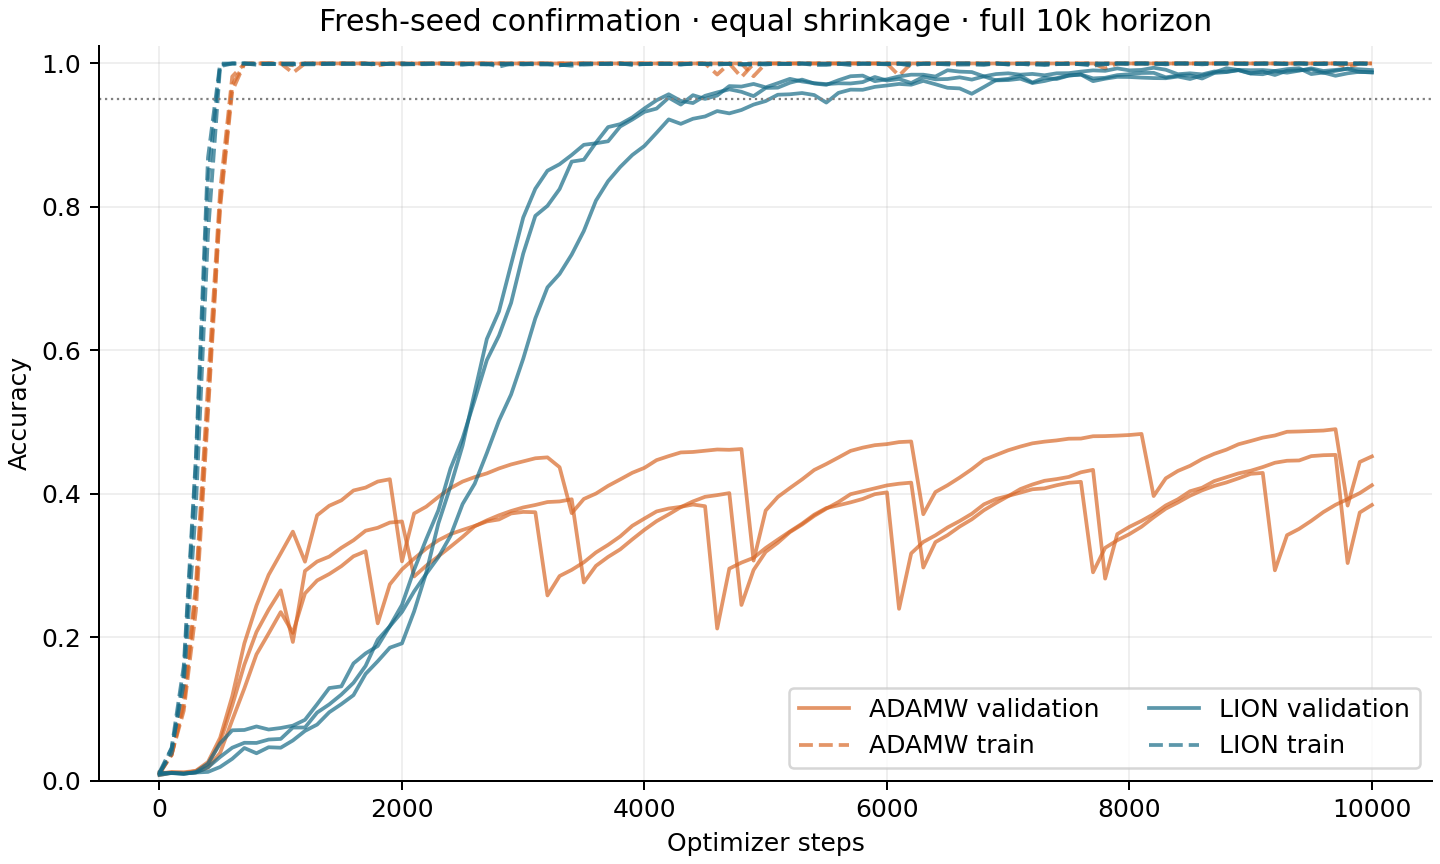 Fresh-seed confirmation · equal shrinkage · full 10k horizon
1.0
0.8
0.6
0.4
0.2
0.0
Accuracy
0
2000
4000
6000
8000
10000
Optimizer steps
ADAMW validation
ADAMW train
LION validation
LION train